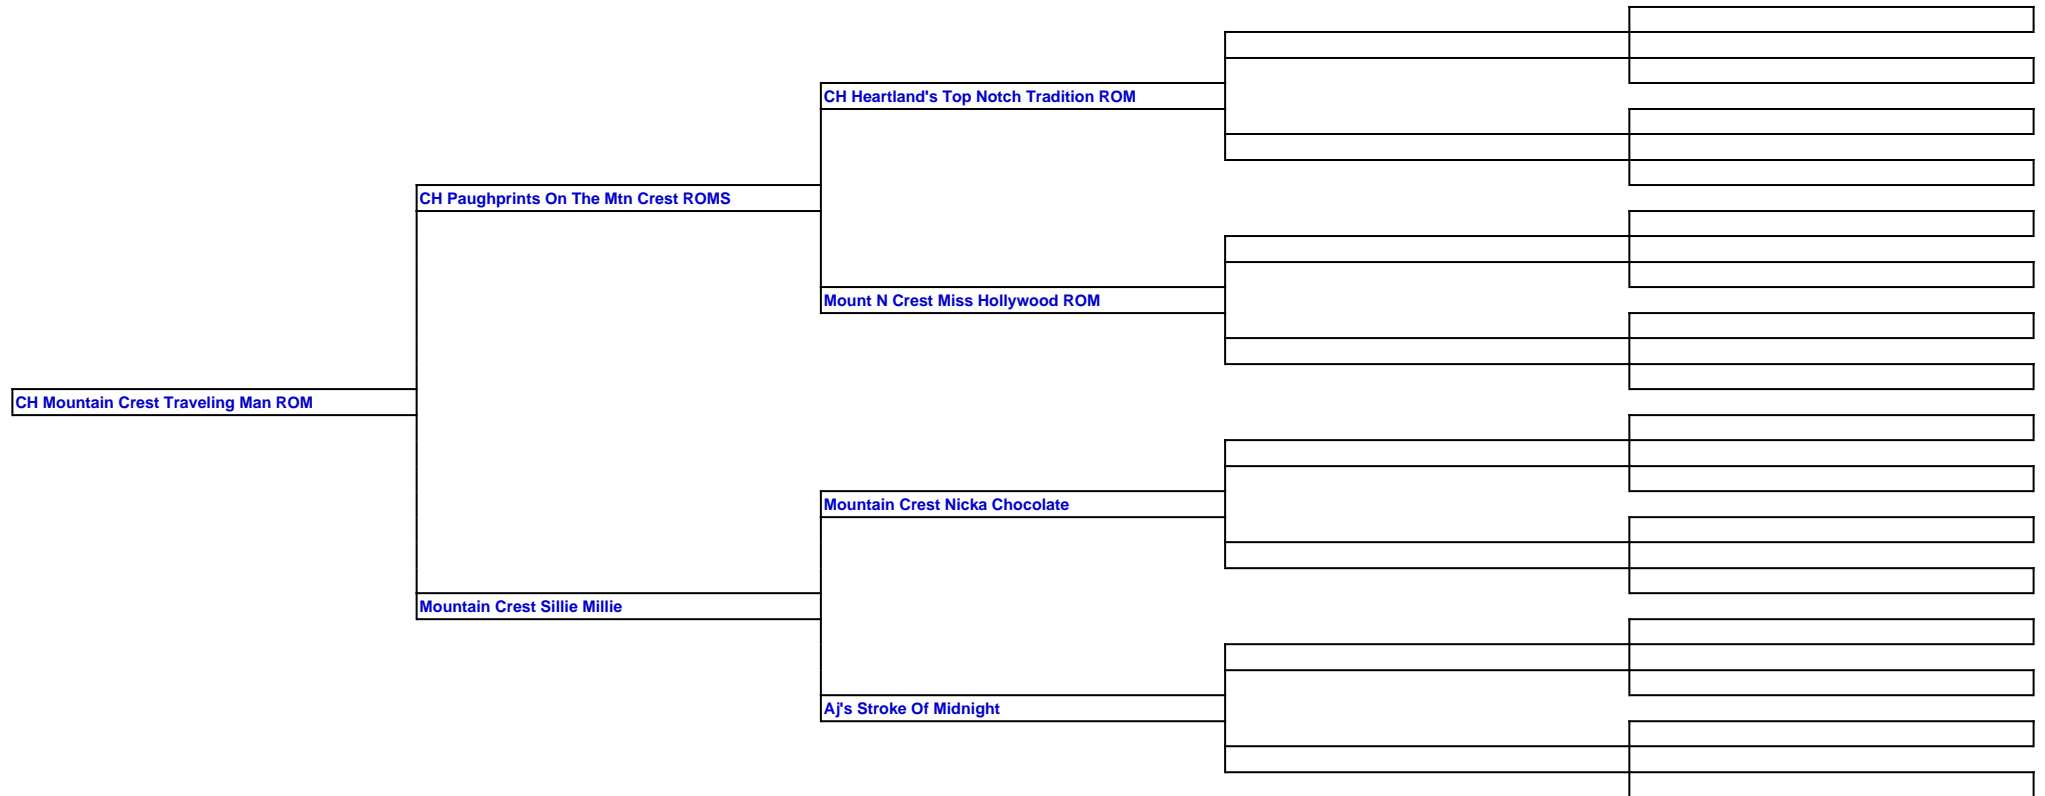 CH Heartland's Top Notch Tradition ROM
CH Paughprints On The Mtn Crest ROMS
Mount N Crest Miss Hollywood ROM
CH Mountain Crest Traveling Man ROM
Mountain Crest Nicka Chocolate
Mountain Crest Sillie Millie
Aj's Stroke Of Midnight